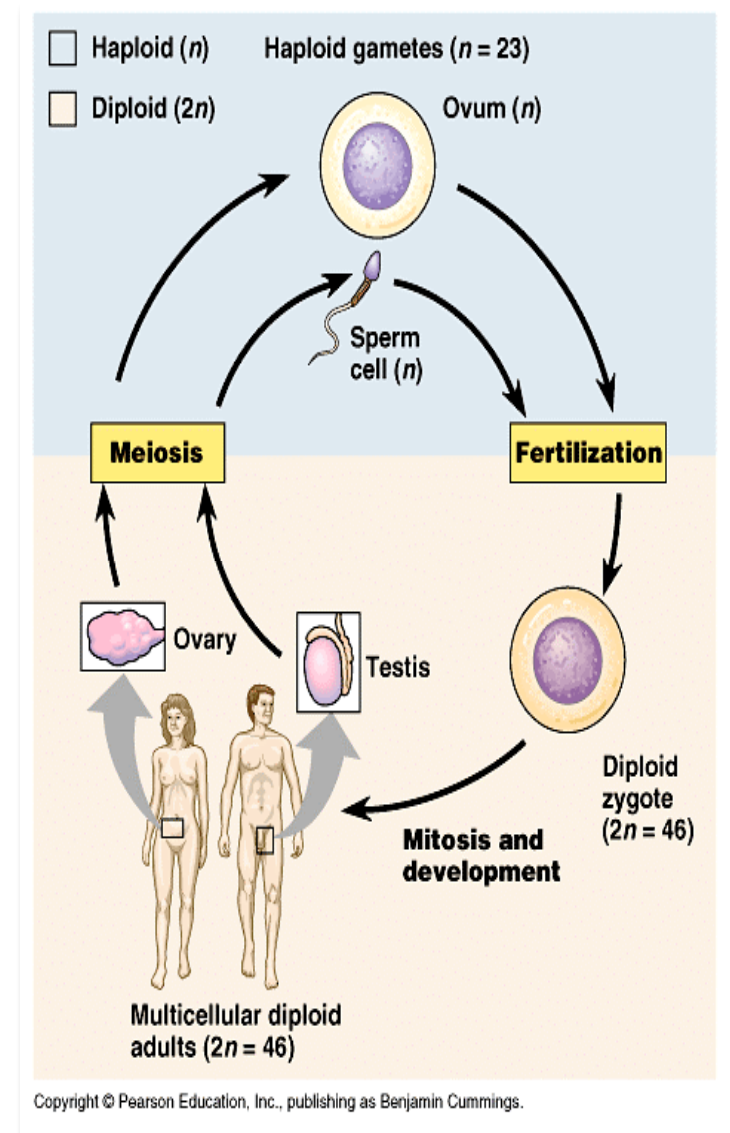 Haploid (n)
Haploid gametes (n = 23)
Diploid (2n)
Ovum (n)
Sperm
cell (n)
Meiosis
Fertilization
Ovary
Testis
Diploid
zygote
(2n = 46)
Mitosis and
development
Multicellular diploid
adults (2n = 46)
Copyright © Pearson Education, Inc., publishing as Benjamin Cummings.